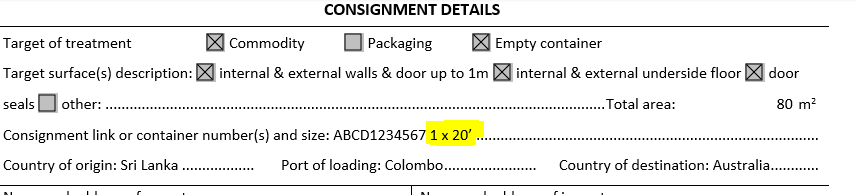 CONSIGNMENT DETAILS
Target of treatment ☒ Commodity ☐ Packaging ☒ Empty container
Target surface(s) description: ☒ internal & external walls & door up to 1m ☒ internal & external underside floor ☒ door
seals ☐ other: ....................................................................................................Total area: 80 m²
Consignment link or container number(s) and size: ABCD1234567 1 x 20’ ....................................................................
Country of origin: Sri Lanka .................. Port of loading: Colombo....................... Country of destination: Australia............